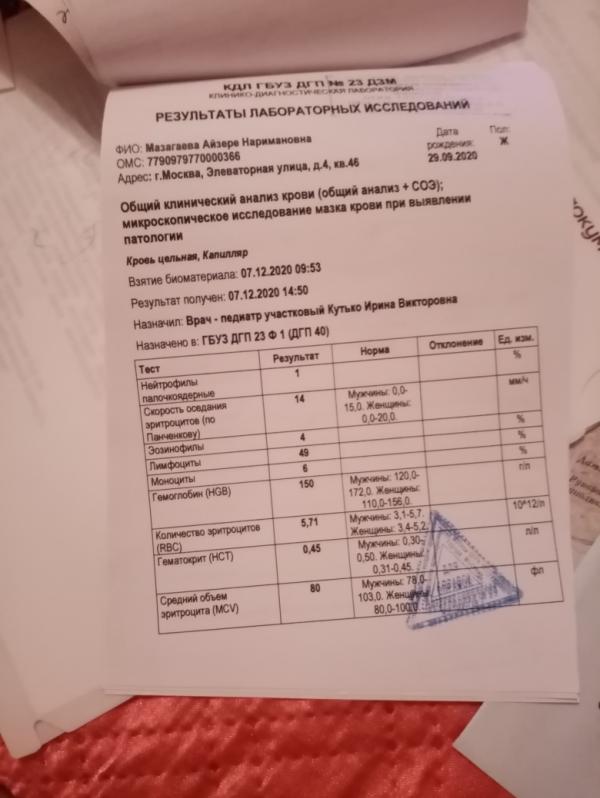 КДЛ ГБУЗ ДГП № 23 ДЗМ
КЛИНИКО-ДИАГНОСТИЧЕСКАЯ ЛАБОРАТОРИЯ
РЕЗУЛЬТАТЫ ЛАБОРАТОРНЫХ ИССЛЕДОВАНИЙ
ФИО: Мазагаева Айзере Наримановна
Дата рождения: 29.09.2020
Пол: Ж
ОМС: 7790979770000366
Адрес: г.Москва, Элеваторная улица, д.4, кв.46
Общий клинический анализ крови (общий анализ + СОЭ);
микроскопическое исследование мазка крови при выявлении
патологии
Кровь цельная, Капилляр
Взятие биоматериала: 07.12.2020 09:53
Результат получен: 07.12.2020 14:50
Назначил: Врач - педиатр участковый Кутько Ирина Викторовна
Назначено в: ГБУЗ ДГП 23 Ф 1 (ДГП 40)
Тест Результат Норма Отклонение Ед. изм.
Нейтрофилы палочкоядерные 1 %
Скорость оседания эритроцитов (по Панченкову) 14 Мужчины: 0,0-15,0. Женщины: 0,0-20,0. мм/ч
Эозинофилы 4 %
Лимфоциты 49 %
Моноциты 6 %
Гемоглобин (HGB) 150 Мужчины: 120,0-172,0. Женщины: 110,0-156,0. г/л
Количество эритроцитов (RBC) 5,71 Мужчины: 3,1-5,7. Женщины: 3,4-5,2. 10^12/л
Гематокрит (HCT) 0,45 Мужчины: 0,30-0,50. Женщины: 0,31-0,45. л/л
Средний объем эритроцита (MCV) 80 Мужчины: 78,0-103,0. Женщины: 80,0-100,0. фл